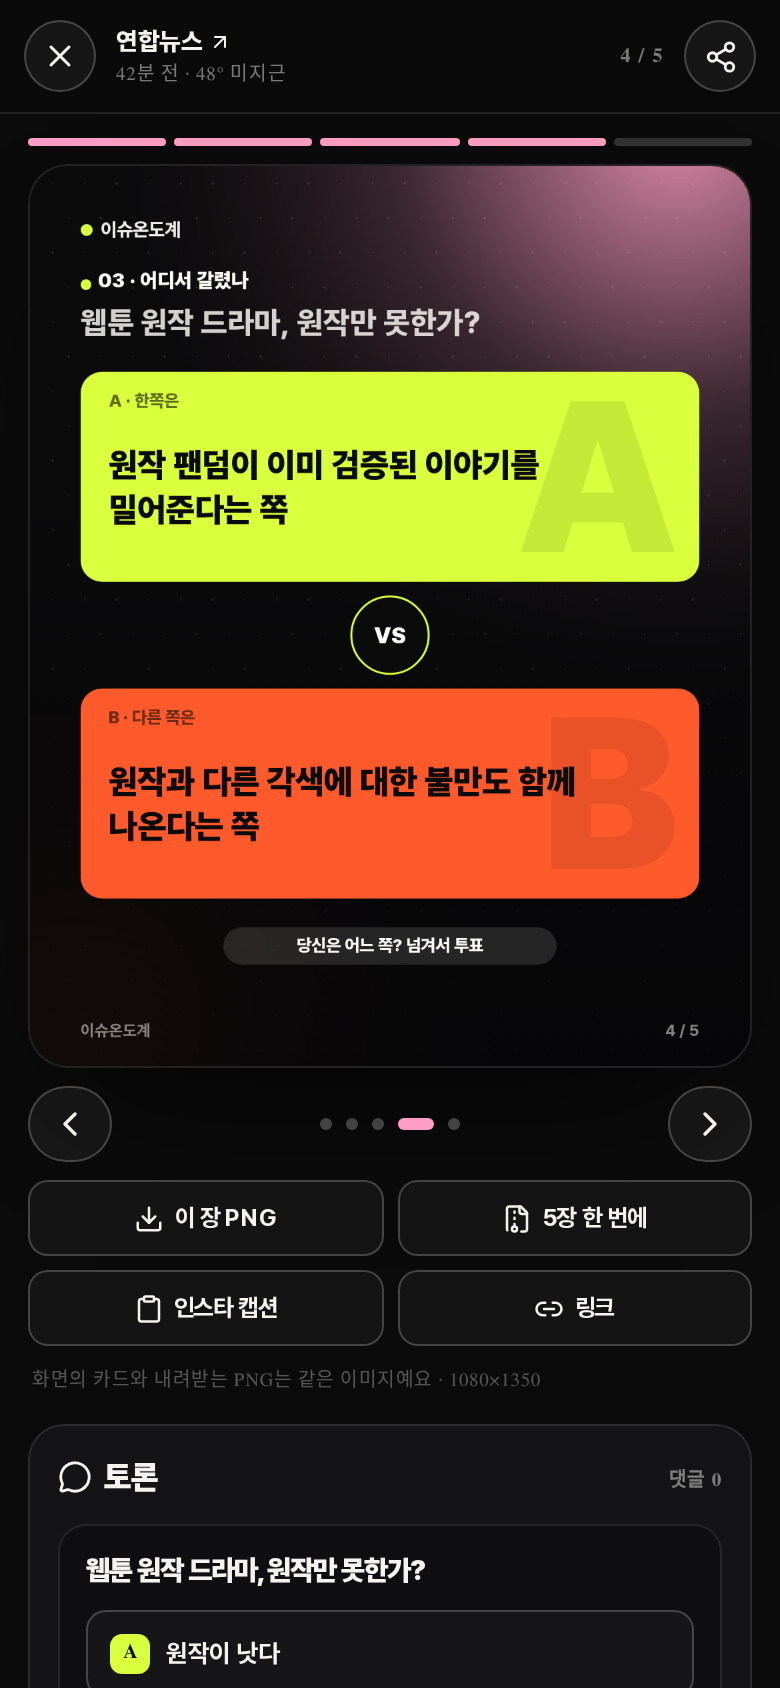 연합뉴스
42분 전 · 48° 미지근
4 / 5
이슈온도계
03 · 어디서 갈렸나
웹툰 원작 드라마, 원작만 못한가?
A · 한쪽은
A
원작 팬덤이 이미 검증된 이야기를
밀어준다는 쪽
VS
B · 다른 쪽은
B
원작과 다른 각색에 대한 불만도 함께
나온다는 쪽
당신은 어느 쪽? 넘겨서 투표
이슈온도계
4 / 5
이 장 PNG
5장 한 번에
인스타 캡션
링크
화면의 카드와 내려받는 PNG는 같은 이미지예요 · 1080×1350
토론
댓글 0
웹툰 원작 드라마, 원작만 못한가?
A
원작이 낫다